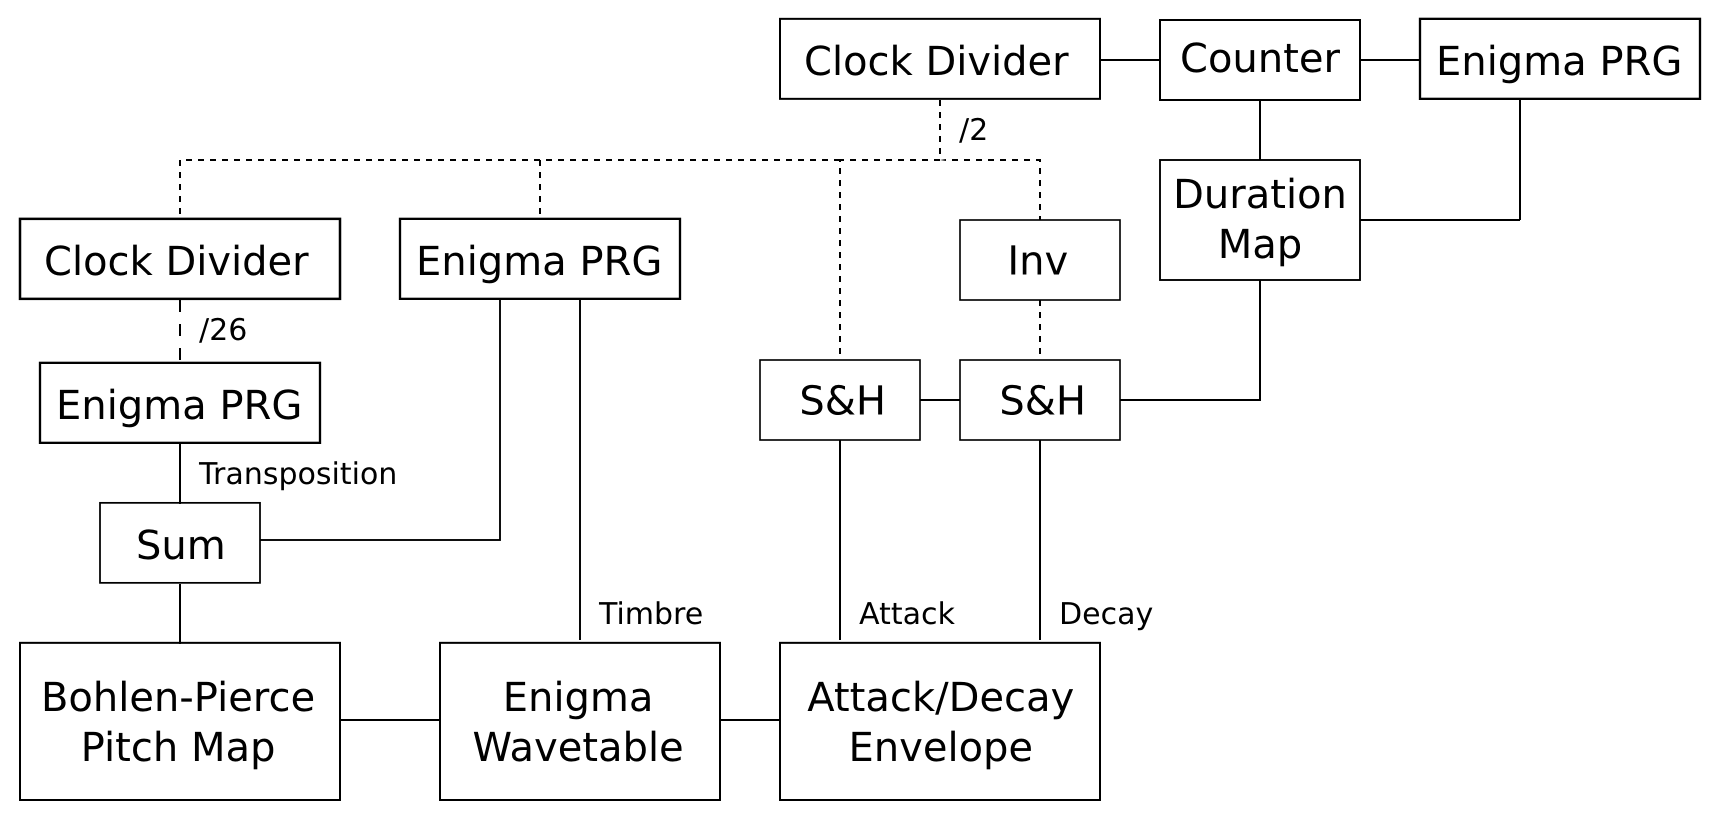 Clock Divider
Counter
Enigma PRG
/2
Duration
Map
Clock Divider
Enigma PRG
Inv
/26
Enigma PRG
S&H
S&H
Transposition
Sum
Timbre
Attack
Decay
Bohlen-Pierce
Pitch Map
Enigma
Wavetable
Attack/Decay
Envelope